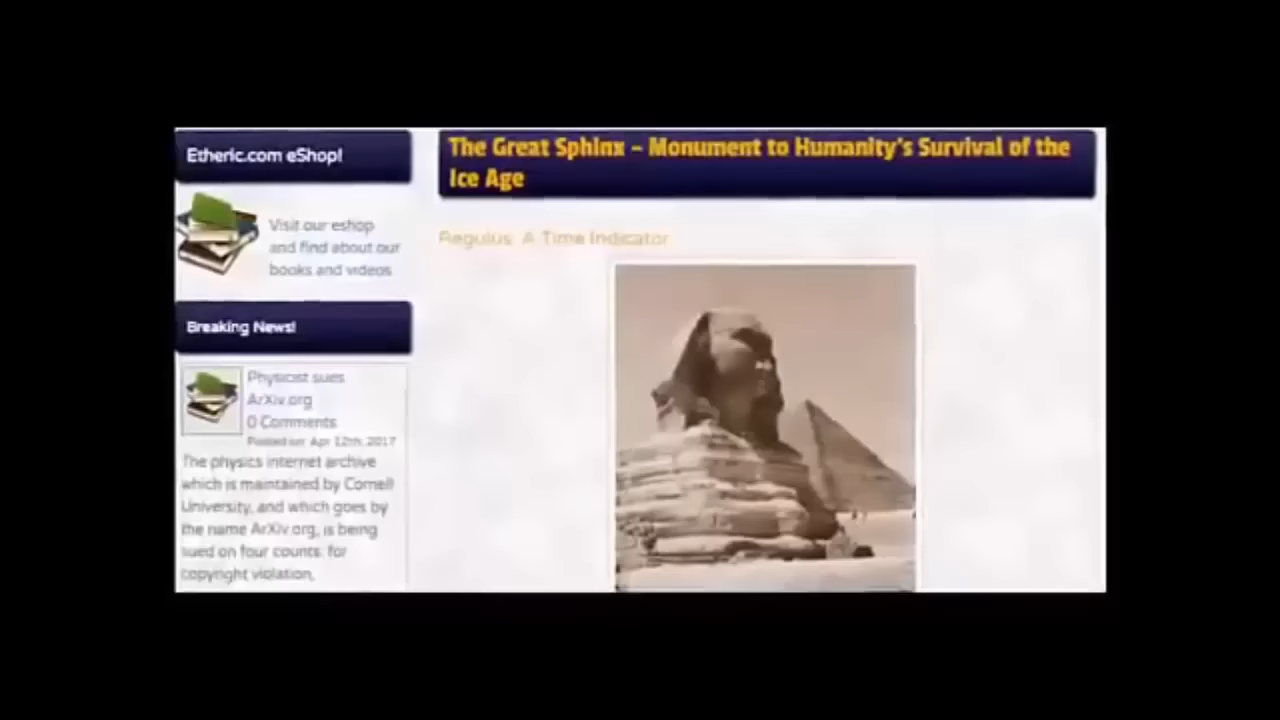 Etheric.com eShop!
Visit our eshop
and find about our
books and videos
Breaking News!
Physicist sues
ArXiv.org
0 Comments
Posted on: Apr 12th, 2017
The physics internet archive
which is maintained by Cornell
University, and which goes by
the name ArXiv.org, is being
sued on four counts: for
copyright violation,
The Great Sphinx – Monument to Humanity's Survival of the
Ice Age
Regulus: A Time Indicator